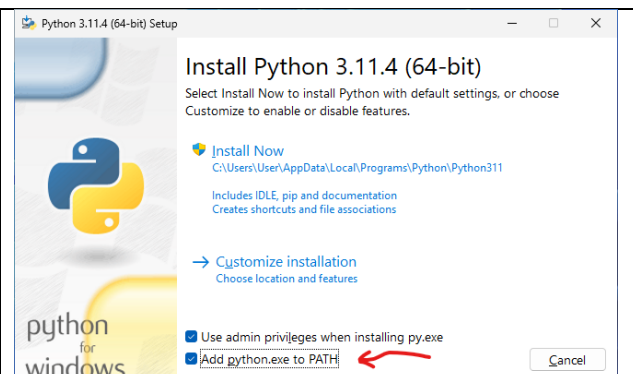 Python 3.11.4 (64-bit) Setup
Install Python 3.11.4 (64-bit)
Select Install Now to install Python with default settings, or choose
Customize to enable or disable features.
Install Now
C:\Users\User\AppData\Local\Programs\Python\Python311
Includes IDLE, pip and documentation
Creates shortcuts and file associations
Customize installation
Choose location and features
python
for
windows
Use admin privileges when installing py.exe
Add python.exe to PATH
Cancel